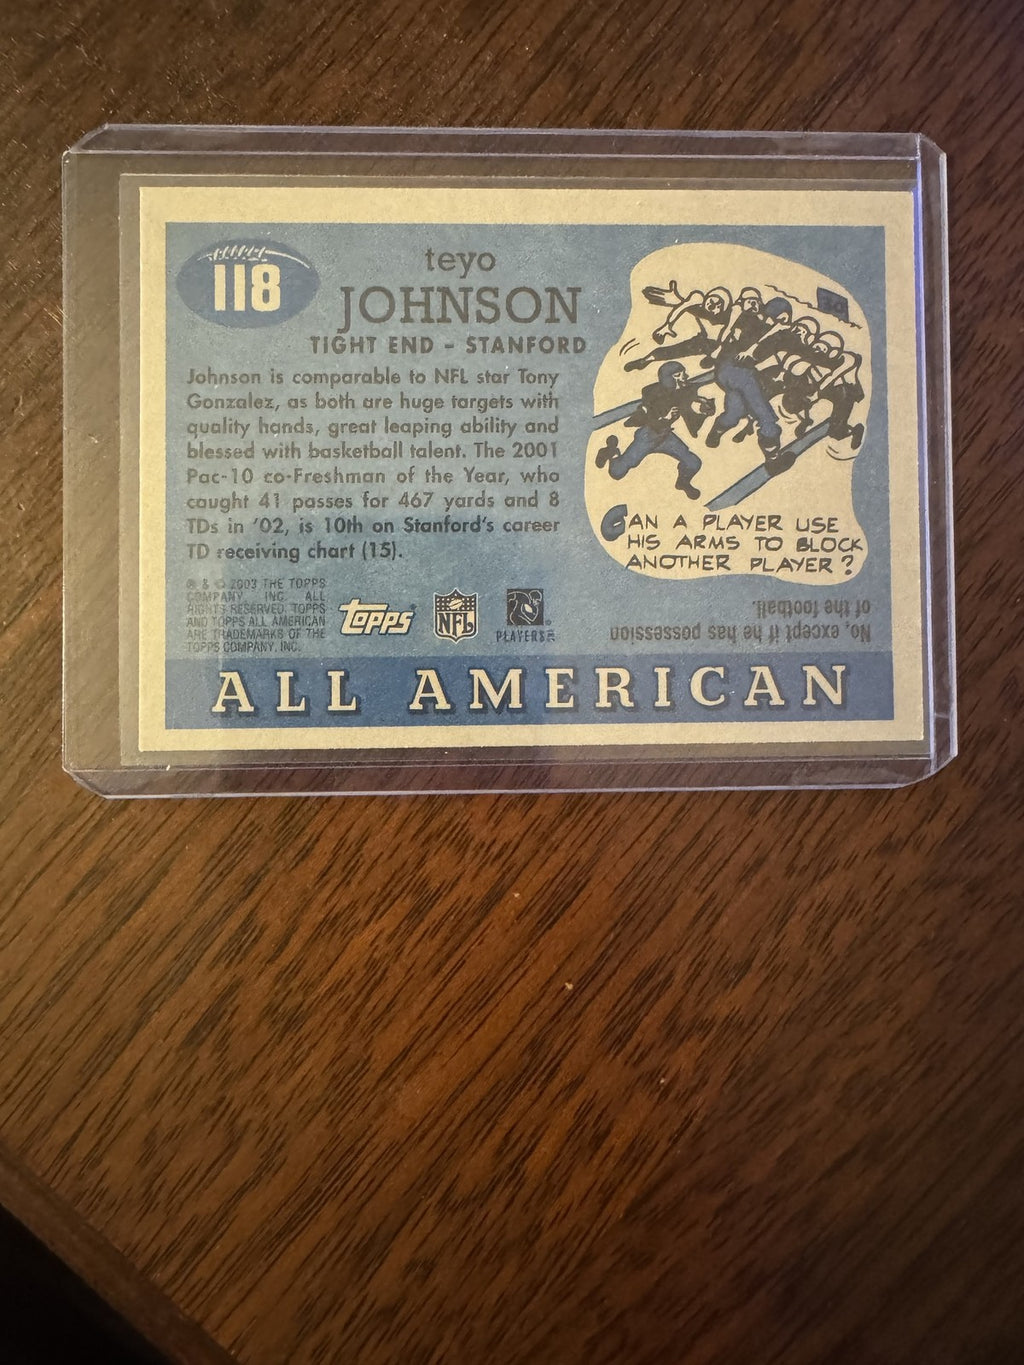 118
teyo
JOHNSON
TIGHT END - STANFORD
Johnson is comparable to NFL star Tony
Gonzalez, as both are huge targets with
quality hands, great leaping ability and
blessed with basketball talent. The 2001
Pac-10 co-Freshman of the Year, who
caught 41 passes for 467 yards and 8
TDs in '02, is 10th on Stanford's career
TD receiving chart (15).
® & © 2003 THE TOPPS
COMPANY, INC. ALL
RIGHTS RESERVED. TOPPS
AND TOPPS ALL AMERICAN
ARE TRADEMARKS OF THE
TOPPS COMPANY, INC.
Topps
NFL
PLAYERS INC
CAN A PLAYER USE
HIS ARMS TO BLOCK
ANOTHER PLAYER?
No, except if he has possession
of the football.
ALL AMERICAN